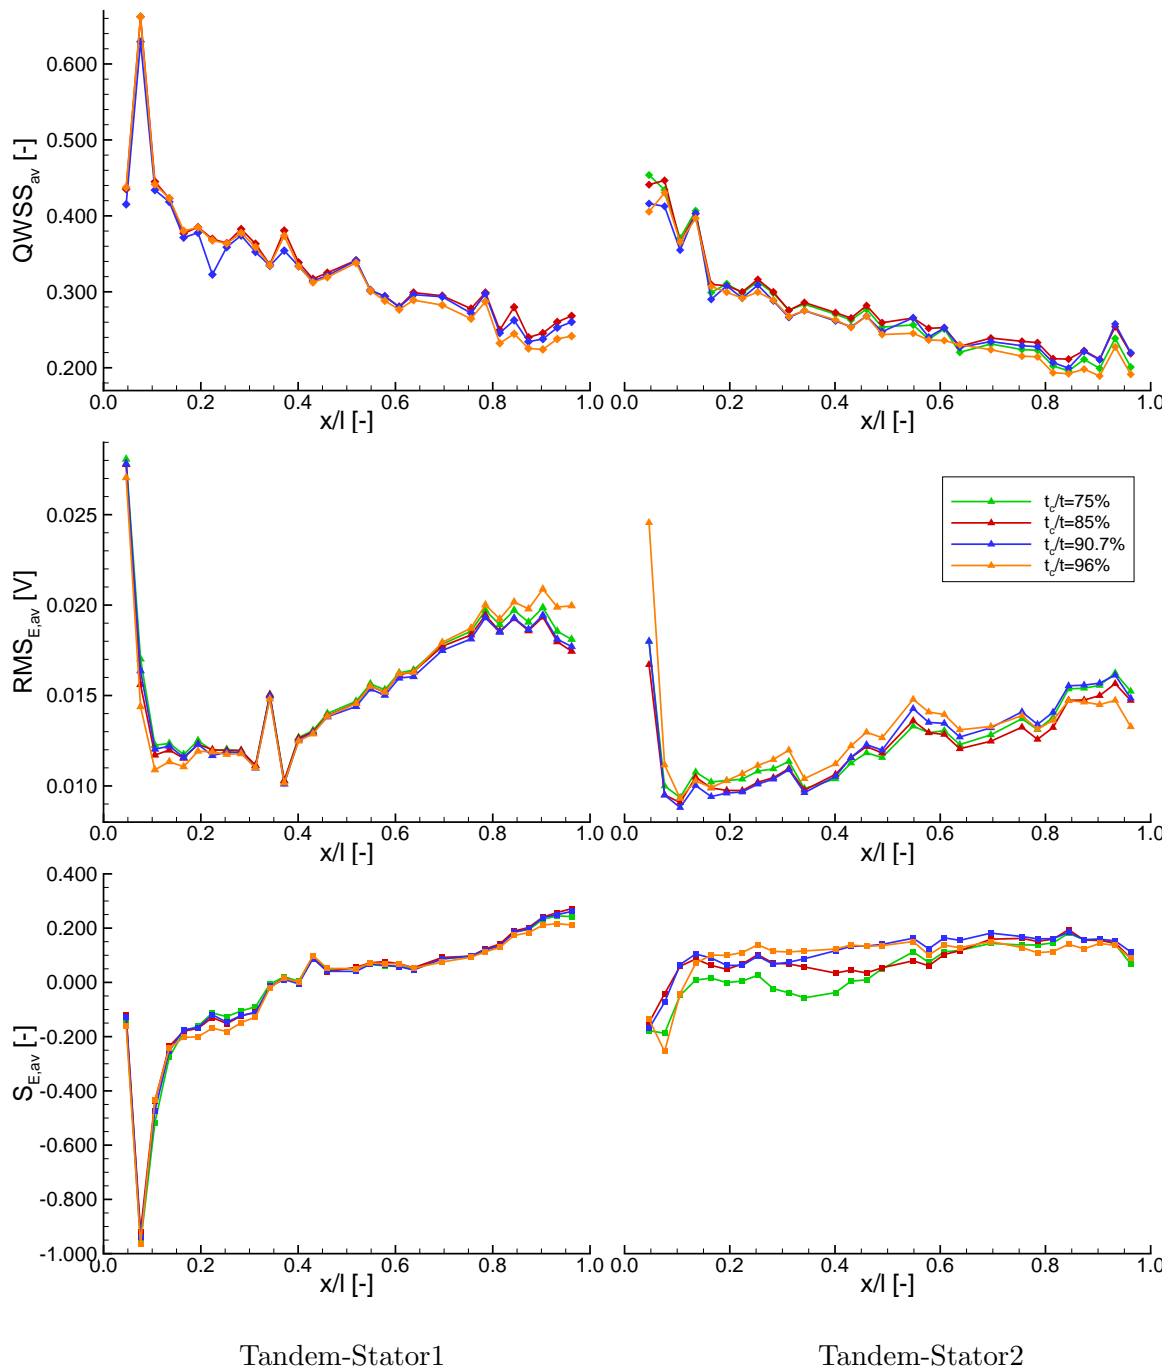 QWSS_av [-]
0.600
0.500
0.400
0.300
0.200
0.0 0.2 0.4 0.6 0.8 1.0
x/l [-]
0.0 0.2 0.4 0.6 0.8 1.0
x/l [-]
RMS_E,av [V]
0.025
0.020
0.015
0.010
0.0 0.2 0.4 0.6 0.8 1.0
x/l [-]
t_c/t=75%
t_c/t=85%
t_c/t=90.7%
t_c/t=96%
0.0 0.2 0.4 0.6 0.8 1.0
x/l [-]
S_E,av [-]
0.400
0.200
0.000
-0.200
-0.400
-0.600
-0.800
-1.000
0.0 0.2 0.4 0.6 0.8 1.0
x/l [-]
0.0 0.2 0.4 0.6 0.8 1.0
x/l [-]
Tandem-Stator1
Tandem-Stator2